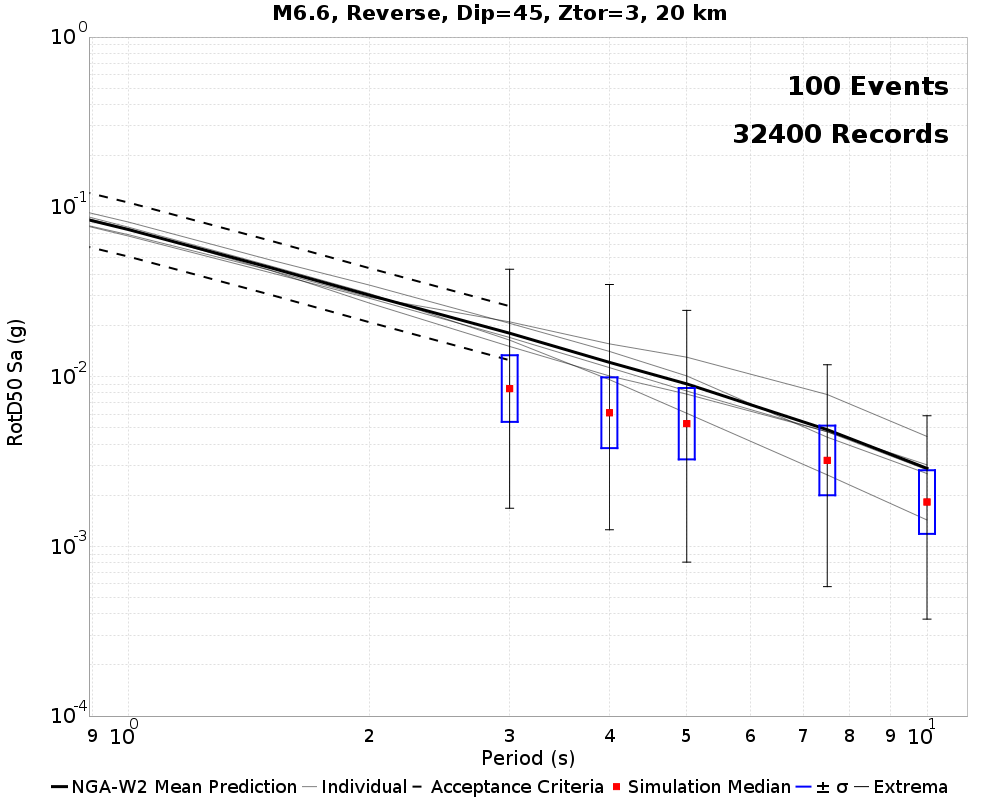 M6.6, Reverse, Dip=45, Ztor=3, 20 km
100 Events
32400 Records
RotD50 Sa (g)
10^0
10^-1
10^-2
10^-3
10^-4
9 10^0 2 3 4 5 6 7 8 9 10^1
Period (s)
NGA-W2 Mean Prediction Individual Acceptance Criteria Simulation Median ± σ Extrema